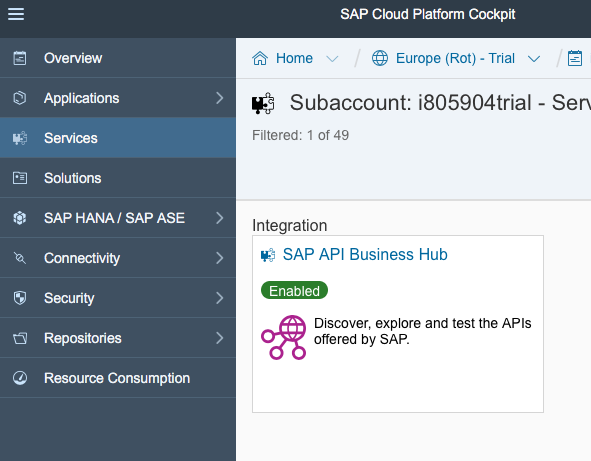 SAP Cloud Platform Cockpit
Overview
Applications
Services
Solutions
SAP HANA / SAP ASE
Connectivity
Security
Repositories
Resource Consumption
Home
Europe (Rot) - Trial
Subaccount: i805904trial - Serv
Filtered: 1 of 49
Integration
SAP API Business Hub
Enabled
Discover, explore and test the APIs
offered by SAP.